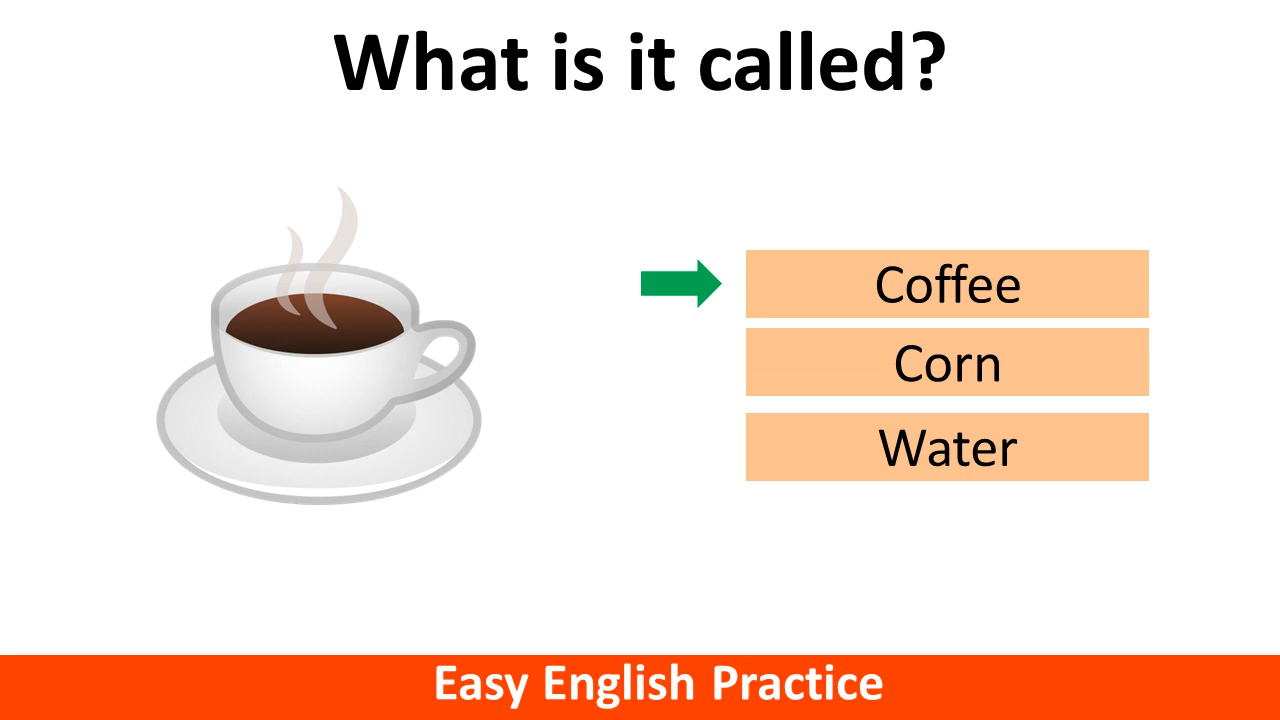 What is it called?
Coffee
Corn
Water
Easy English Practice